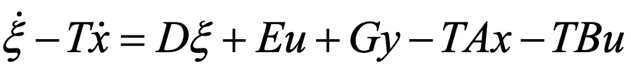 ξ̇ − Tẋ = Dξ + Eu + Gy − TAx − TBu